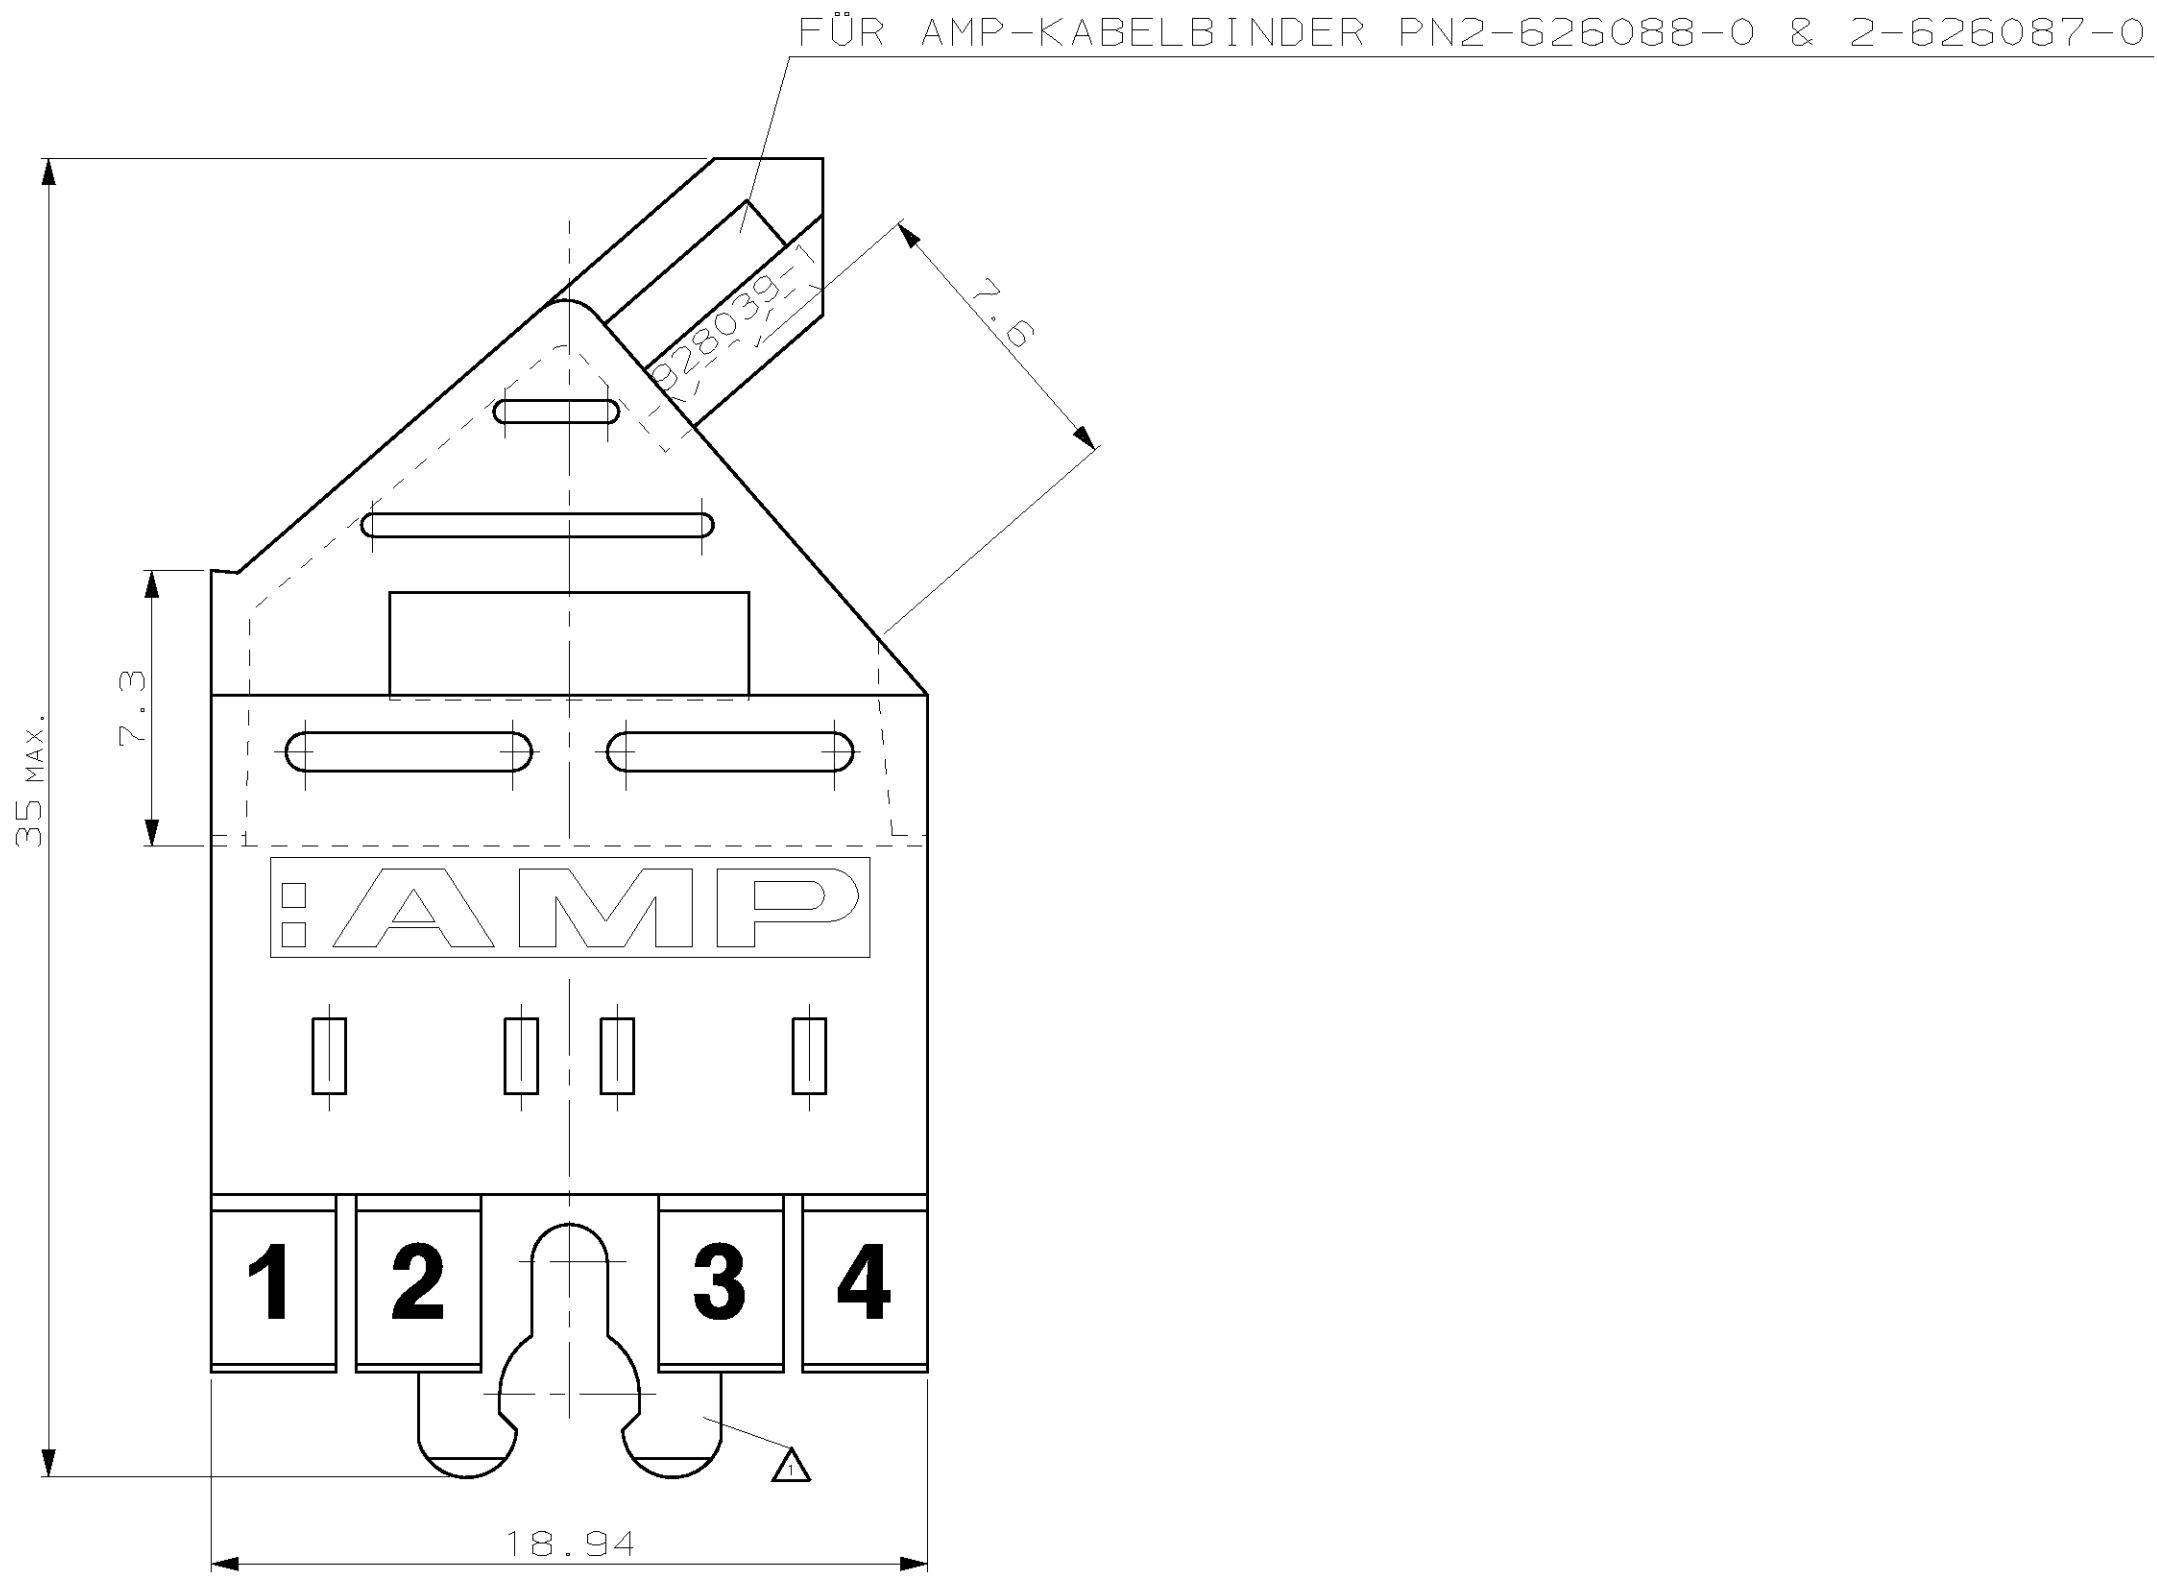 FÜR AMP-KABELBINDER PN2-626088-0 & 2-626087-0
928039-1
7.6
7.3
35 MAX.
:AMP
1 2 3 4
1
18.94